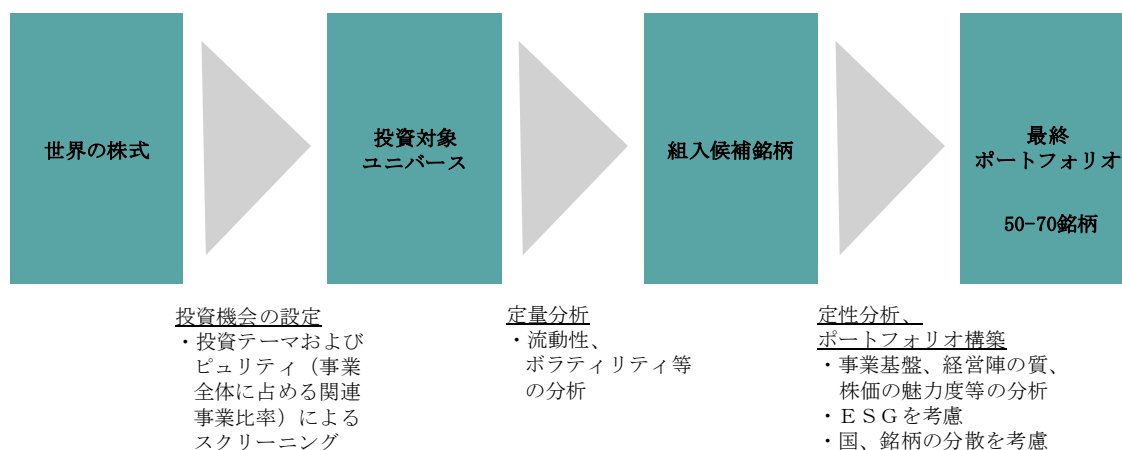 世界の株式
投資対象
ユニバース
組入候補銘柄
最終
ポートフォリオ
50-70銘柄
投資機会の設定
・投資テーマおよび
ピュリティ（事業
全体に占める関連
事業比率）による
スクリーニング
定量分析
・流動性、
ボラティリティ等
の分析
定性分析、
ポートフォリオ構築
・事業基盤、経営陣の質、
株価の魅力度等の分析
・ＥＳＧを考慮
・国、銘柄の分散を考慮